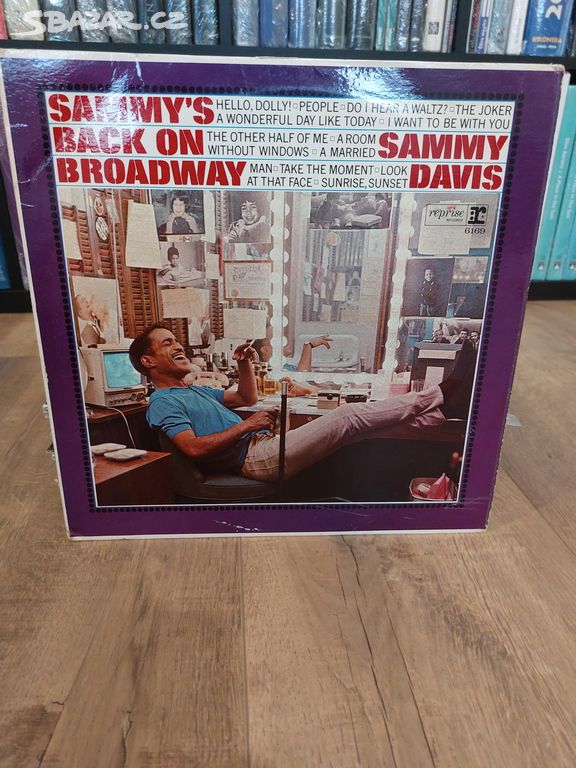 SBAZAR.CZ
SAMMY'S HELLO, DOLLY! ▫ PEOPLE ▫ DO I HEAR A WALTZ? ▫ THE JOKER
A WONDERFUL DAY LIKE TODAY ▫ I WANT TO BE WITH YOU
BACK ON THE OTHER HALF OF ME ▫ A ROOM SAMMY
WITHOUT WINDOWS ▫ A MARRIED
BROADWAY MAN ▫ TAKE THE MOMENT ▫ LOOK DAVIS
AT THAT FACE ▫ SUNRISE, SUNSET
reprise
RECORDS
R
6169